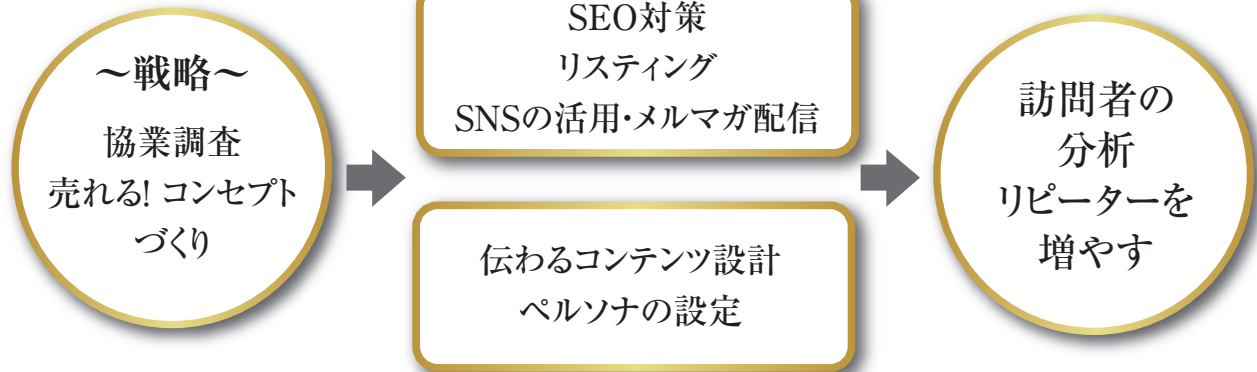 ～戦略～
協業調査
売れる! コンセプト
づくり
SEO対策
リスティング
SNSの活用・メルマガ配信
伝わるコンテンツ設計
ペルソナの設定
訪問者の
分析
リピーターを
増やす